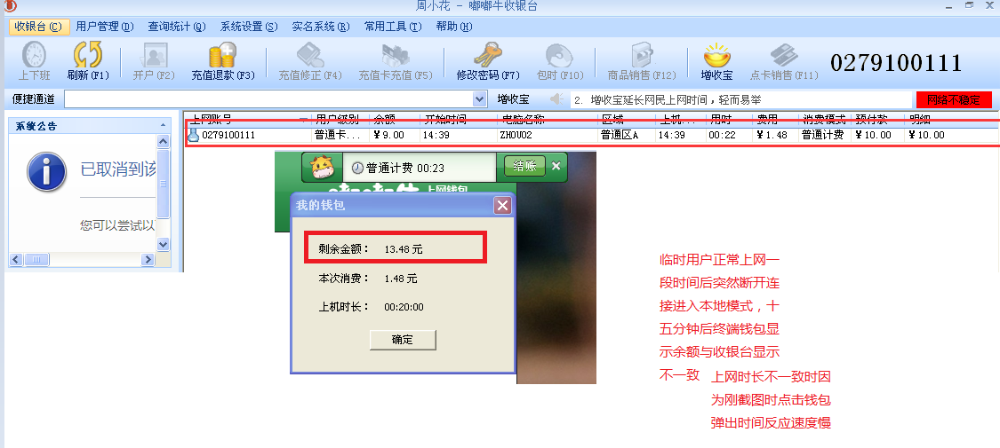 周小花 - 嘟嘟牛收银台
收银台(C) 用户管理(D) 查询统计(Q) 系统设置(S) 实名系统(R) 常用工具(T) 帮助(H)
上下班 刷新(F1) 开户(F2) 充值退款(F3) 充值修正(F4) 充值卡充值(F5) 修改密码(F7) 包时(F10) 商品销售(F12) 增收宝 点卡销售(F11) 0279100111
便捷通道 增收宝 2. 增收宝延长网民上网时间,轻而易举 网络不稳定
系统公告
已取消到该
您可以尝试以
上网账号 用户级别 余额 开始时间 电脑名称 区域 上机... 用时 费用 消费模式 预付款 明细
0279100111 普通卡... ¥9.00 14:39 ZHOU02 普通区A 14:39 00:22 ¥1.48 普通计费 ¥10.00 ¥10.00
普通计费 00:23 结账
上网钱包
我的钱包
剩余金额: 13.48 元
本次消费: 1.48 元
上机时长: 00:20:00
确定
临时用户正常上网一
段时间后突然断开连
接进入本地模式,十
五分钟后终端钱包显
示余额与收银台显示
不一致
上网时长不一致时因
为刚截图时点击钱包
弹出时间反应速度慢